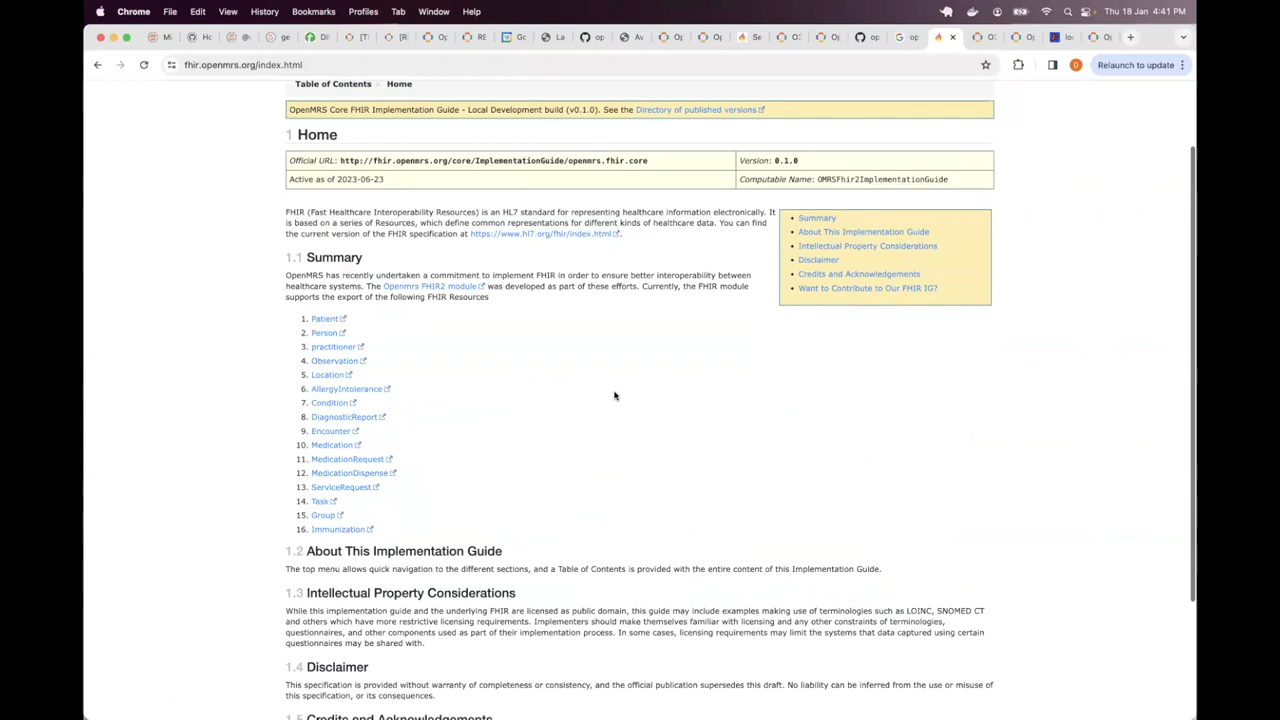 Chrome File Edit View History Bookmarks Profiles Tab Window Help Thu 18 Jan 4:41 PM
fhir.openmrs.org/index.html Relaunch to update
Table of Contents Home
OpenMRS Core FHIR Implementation Guide - Local Development build (v0.1.0). See the Directory of published versions
1 Home
Official URL: http://fhir.openmrs.org/core/ImplementationGuide/openmrs.fhir.core Version: 0.1.0
Active as of 2023-06-23 Computable Name: OMRSFhir2ImplementationGuide
FHIR (Fast Healthcare Interoperability Resources) is an HL7 standard for representing healthcare information electronically. It
is based on a series of Resources, which define common representations for different kinds of healthcare data. You can find
the current version of the FHIR specification at https://www.hl7.org/fhir/index.html.
Summary
About This Implementation Guide
Intellectual Property Considerations
Disclaimer
Credits and Acknowledgements
Want to Contribute to Our FHIR IG?
1.1 Summary
OpenMRS has recently undertaken a commitment to implement FHIR in order to ensure better interoperability between
healthcare systems. The Openmrs FHIR2 module was developed as part of these efforts. Currently, the FHIR module
supports the export of the following FHIR Resources
1. Patient
2. Person
3. practitioner
4. Observation
5. Location
6. AllergyIntolerance
7. Condition
8. DiagnosticReport
9. Encounter
10. Medication
11. MedicationRequest
12. MedicationDispense
13. ServiceRequest
14. Task
15. Group
16. Immunization
1.2 About This Implementation Guide
The top menu allows quick navigation to the different sections, and a Table of Contents is provided with the entire content of this Implementation Guide.
1.3 Intellectual Property Considerations
While this implementation guide and the underlying FHIR are licensed as public domain, this guide may include examples making use of terminologies such as LOINC, SNOMED CT
and others which have more restrictive licensing requirements. Implementers should make themselves familiar with licensing and any other constraints of terminologies,
questionnaires, and other components used as part of their implementation process. In some cases, licensing requirements may limit the systems that data captured using certain
questionnaires may be shared with.
1.4 Disclaimer
This specification is provided without warranty of completeness or consistency, and the official publication supersedes this draft. No liability can be inferred from the use or misuse of
this specification, or its consequences.
1.5 Credits and Acknowledgements